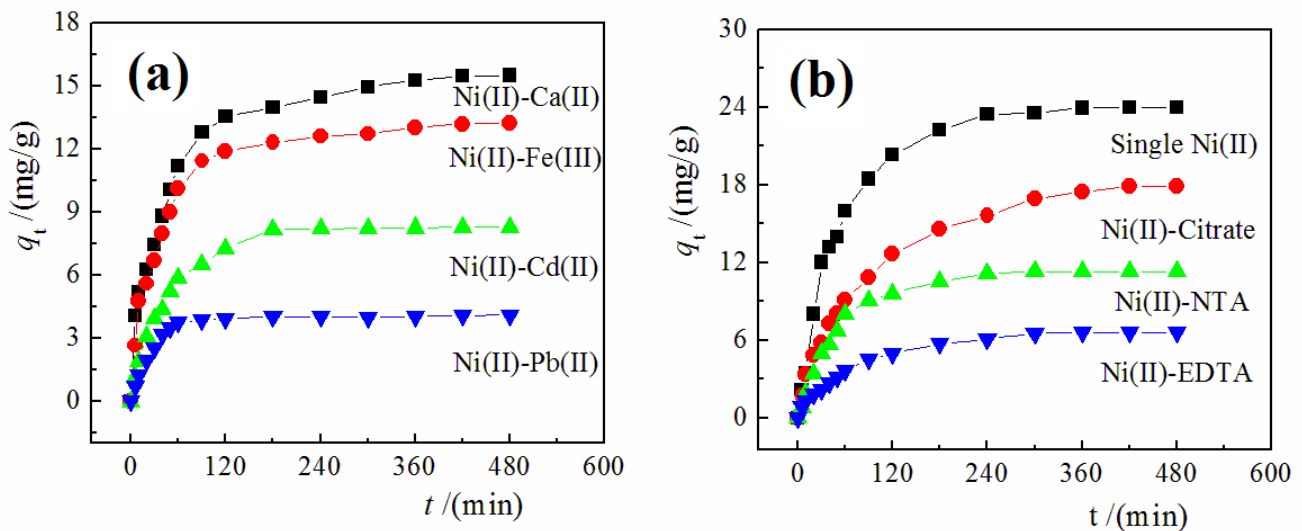 (a)
18
15
12
9
6
3
0
qt /(mg/g)
Ni(II)-Ca(II)
Ni(II)-Fe(III)
Ni(II)-Cd(II)
Ni(II)-Pb(II)
0 120 240 360 480 600
t /(min)
(b)
30
24
18
12
6
0
qt /(mg/g)
Single Ni(II)
Ni(II)-Citrate
Ni(II)-NTA
Ni(II)-EDTA
0 120 240 360 480 600
t /(min)